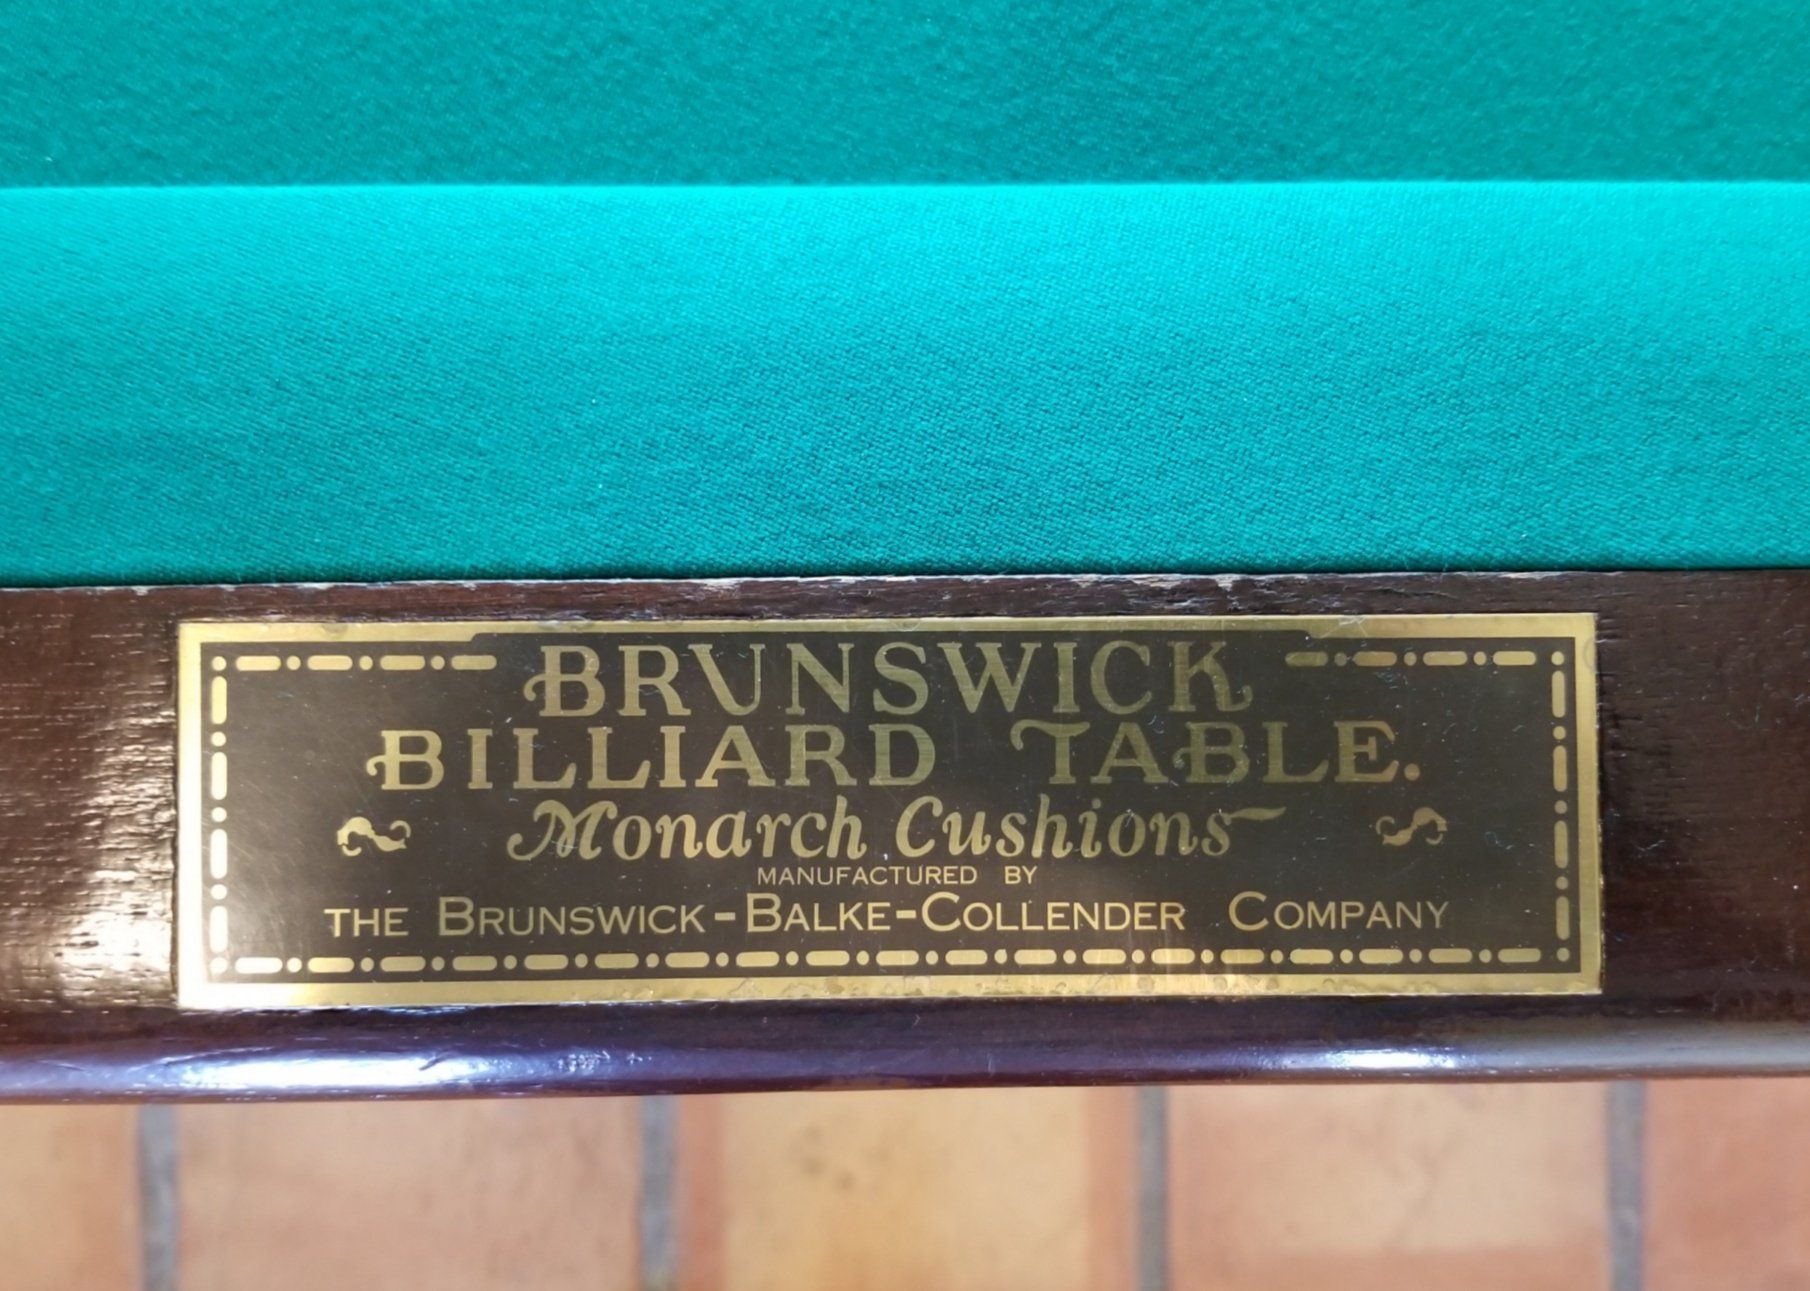 BRUNSWICK
BILLIARD TABLE.
Monarch Cushions
MANUFACTURED BY
THE BRUNSWICK-BALKE-COLLENDER COMPANY